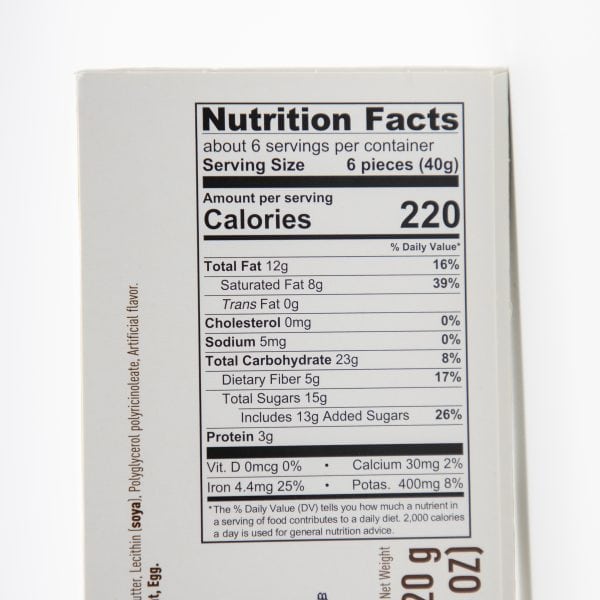 Nutrition Facts
about 6 servings per container
Serving Size 6 pieces (40g)
Amount per serving
Calories 220
% Daily Value*
Total Fat 12g 16%
Saturated Fat 8g 39%
Trans Fat 0g
Cholesterol 0mg 0%
Sodium 5mg 0%
Total Carbohydrate 23g 8%
Dietary Fiber 5g 17%
Total Sugars 15g
Includes 13g Added Sugars 26%
Protein 3g
Vit. D 0mcg 0% • Calcium 30mg 2%
Iron 4.4mg 25% • Potas. 400mg 8%
*The % Daily Value (DV) tells you how much a nutrient in
a serving of food contributes to a daily diet. 2,000 calories
a day is used for general nutrition advice.
Lecithin (soya), Polyglycerol polyricinoleate, Artificial flavor.
Egg.
Net Weight
20 g
OZ)